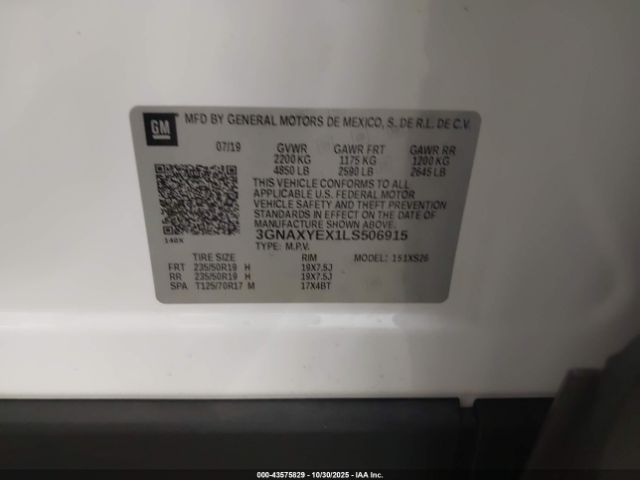 GM
MFD BY GENERAL MOTORS DE MEXICO, S. DE R.L. DE C.V.
07/19 GVWR GAWR FRT GAWR RR
2200 KG 1175 KG 1200 KG
4850 LB 2590 LB 2645 LB
THIS VEHICLE CONFORMS TO ALL
APPLICABLE U.S. FEDERAL MOTOR
VEHICLE SAFETY AND THEFT PREVENTION
STANDARDS IN EFFECT ON THE DATE OF
MANUFACTURE SHOWN ABOVE.
3GNAXYEX1LS506915
TYPE: M.P.V.
148X
MODEL: 151XS26
TIRE SIZE RIM
FRT 235/50R19 H 19X7.5J
RR 235/50R19 H 19X7.5J
SPA T125/70R17 M 17X4BT
000-43575829 - 10/30/2025 - IAA Inc.